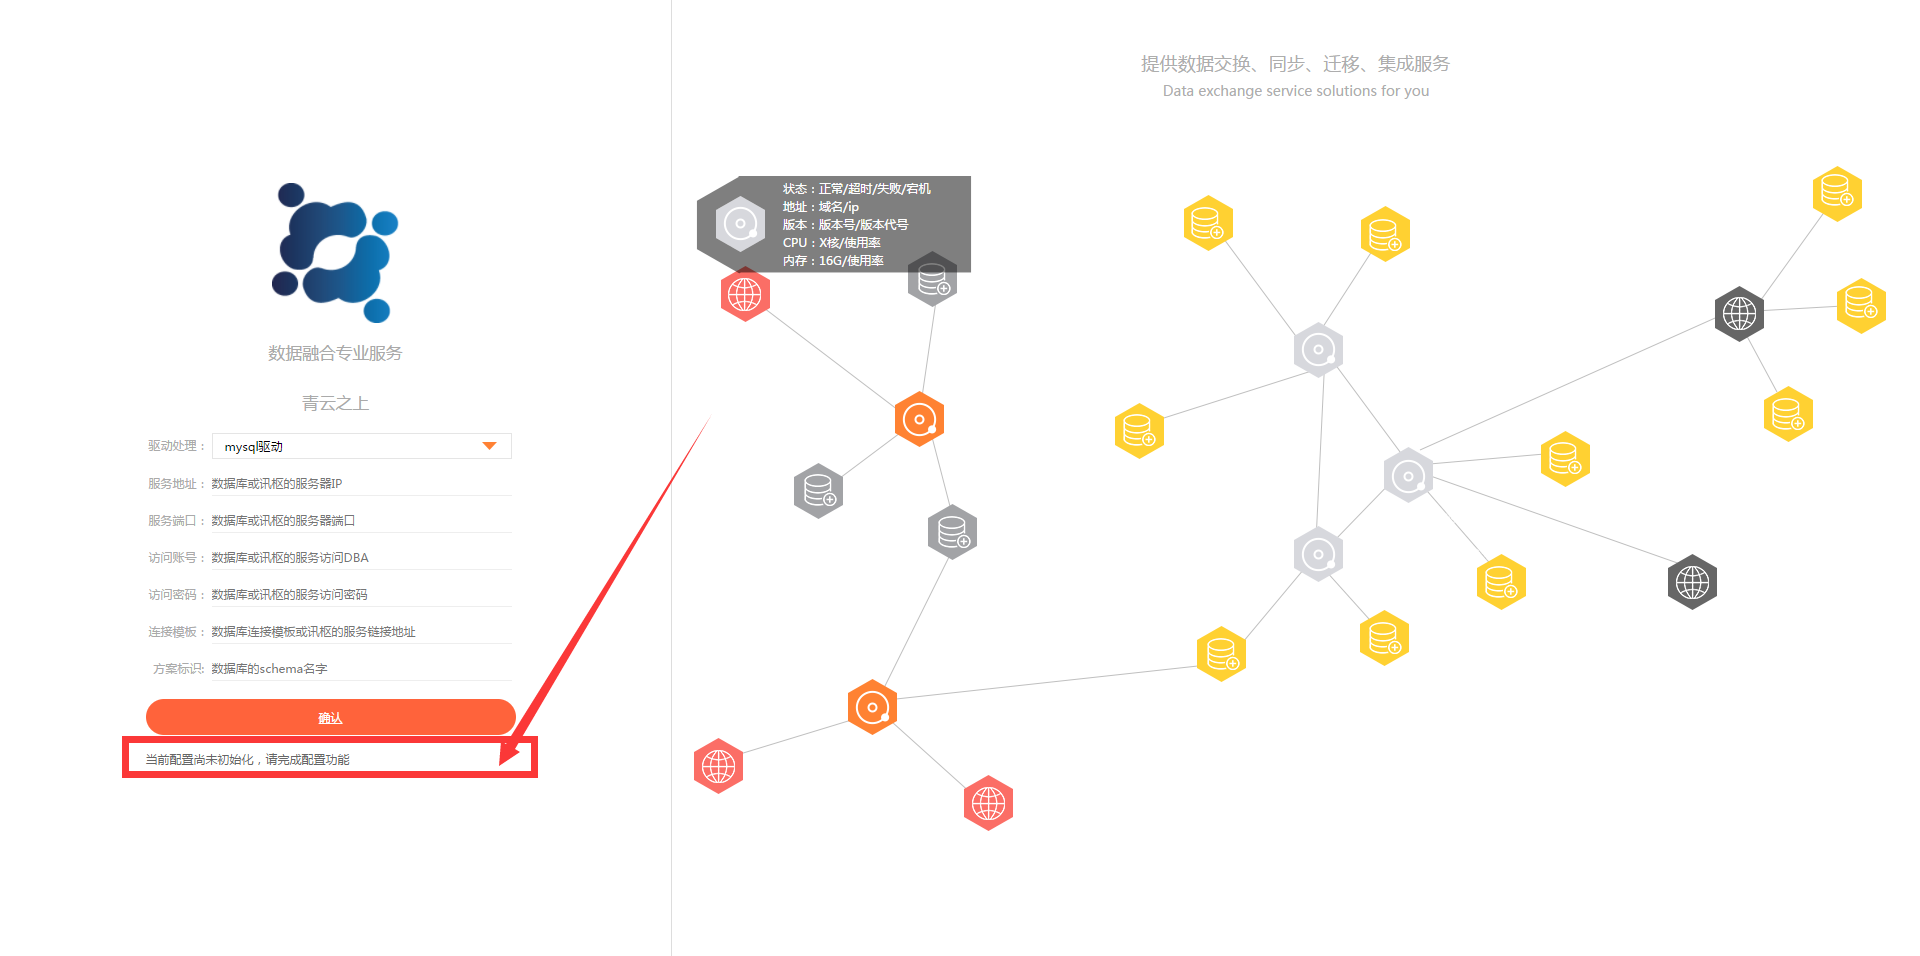 数据融合专业服务
青云之上
驱动处理： mysql驱动
服务地址： 数据库或讯枢的服务器IP
服务端口： 数据库或讯枢的服务器端口
访问账号： 数据库或讯枢的服务访问DBA
访问密码： 数据库或讯枢的服务访问密码
连接模板： 数据库连接模板或讯枢的服务链接地址
方案标识: 数据库的schema名字
确认
当前配置尚未初始化，请完成配置功能
提供数据交换、同步、迁移、集成服务
Data exchange service solutions for you
状态：正常/超时/失败/宕机
地址：域名/ip
版本：版本号/版本代号
CPU：X核/使用率
内存：16G/使用率